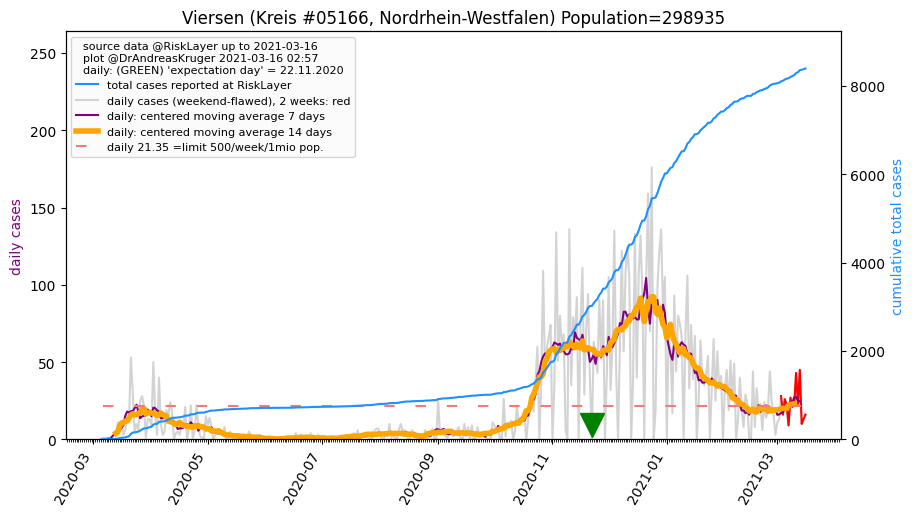 Viersen (Kreis #05166, Nordrhein-Westfalen) Population=298935
source data @RiskLayer up to 2021-03-16
plot @DrAndreasKruger 2021-03-16 02:57
daily: (GREEN) 'expectation day' = 22.11.2020
total cases reported at RiskLayer
daily cases (weekend-flawed), 2 weeks: red
daily: centered moving average 7 days
daily: centered moving average 14 days
daily 21.35 =limit 500/week/1mio pop.
daily cases
250
200
150
100
50
0
cumulative total cases
8000
6000
4000
2000
0
2020-03
2020-05
2020-07
2020-09
2020-11
2021-01
2021-03